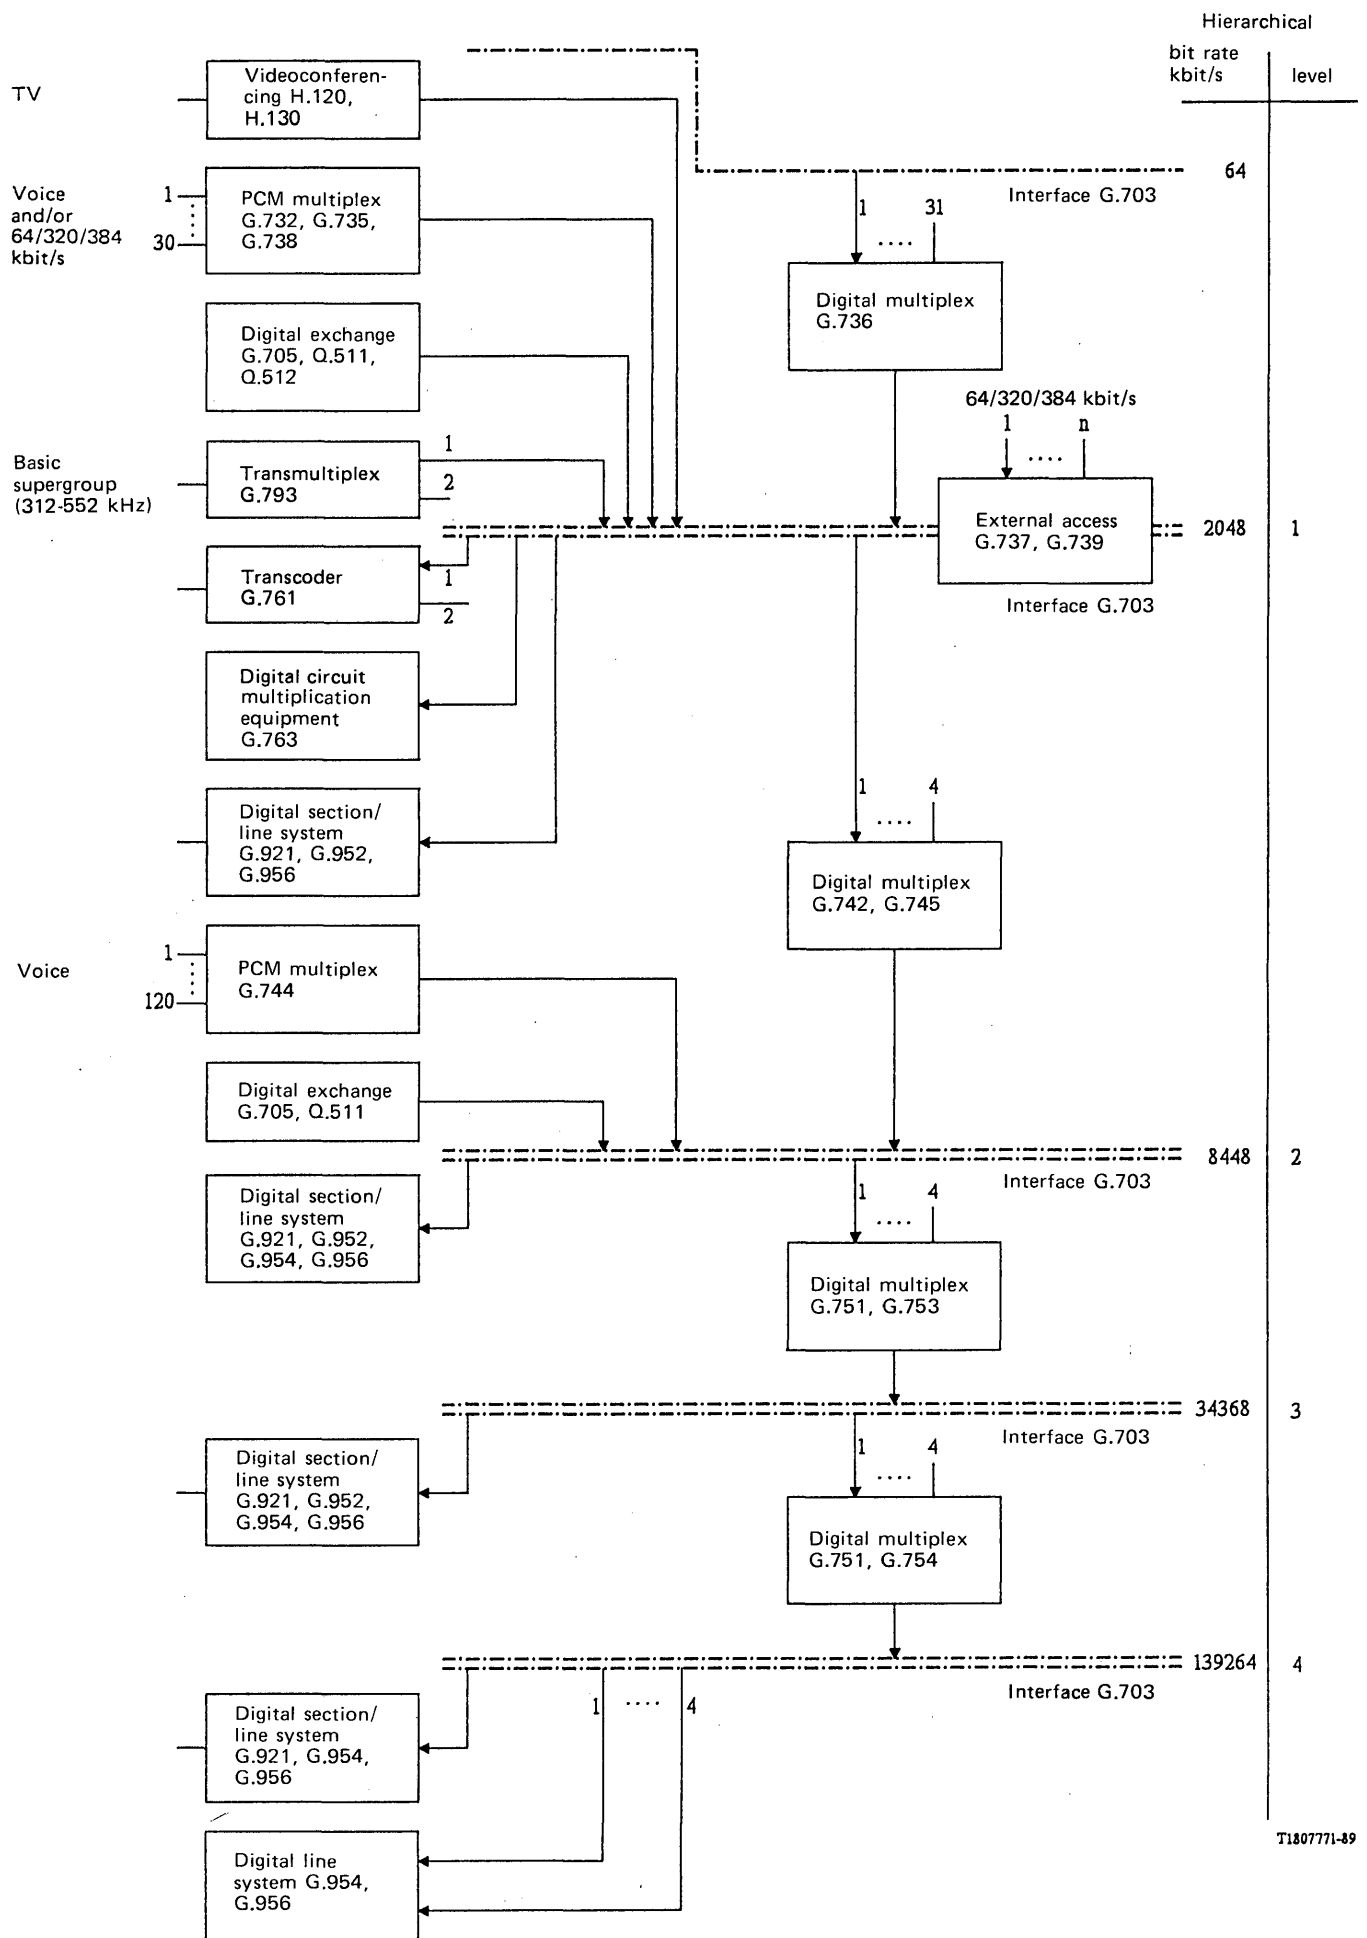 Hierarchical
bit rate
kbit/s
level
TV
Videoconferen-
cing H.120,
H.130
64
Interface G.703
Voice
and/or
64/320/384
kbit/s
1
30
PCM multiplex
G.732, G.735,
G.738
1
31
....
Digital multiplex
G.736
Digital exchange
G.705, Q.511,
Q.512
64/320/384 kbit/s
1
n
....
Basic
supergroup
(312-552 kHz)
Transmultiplex
G.793
1
2
External access
G.737, G.739
2048
1
Interface G.703
Transcoder
G.761
1
2
Digital circuit
multiplication
equipment
G.763
Digital section/
line system
G.921, G.952,
G.956
1
4
....
Digital multiplex
G.742, G.745
Voice
1
120
PCM multiplex
G.744
Digital exchange
G.705, Q.511
8448
2
Interface G.703
Digital section/
line system
G.921, G.952,
G.954, G.956
1
4
....
Digital multiplex
G.751, G.753
34368
3
Interface G.703
Digital section/
line system
G.921, G.952,
G.954, G.956
1
4
....
Digital multiplex
G.751, G.754
139264
4
Interface G.703
1
....
4
Digital section/
line system
G.921, G.954,
G.956
T1807771-89
Digital line
system G.954,
G.956